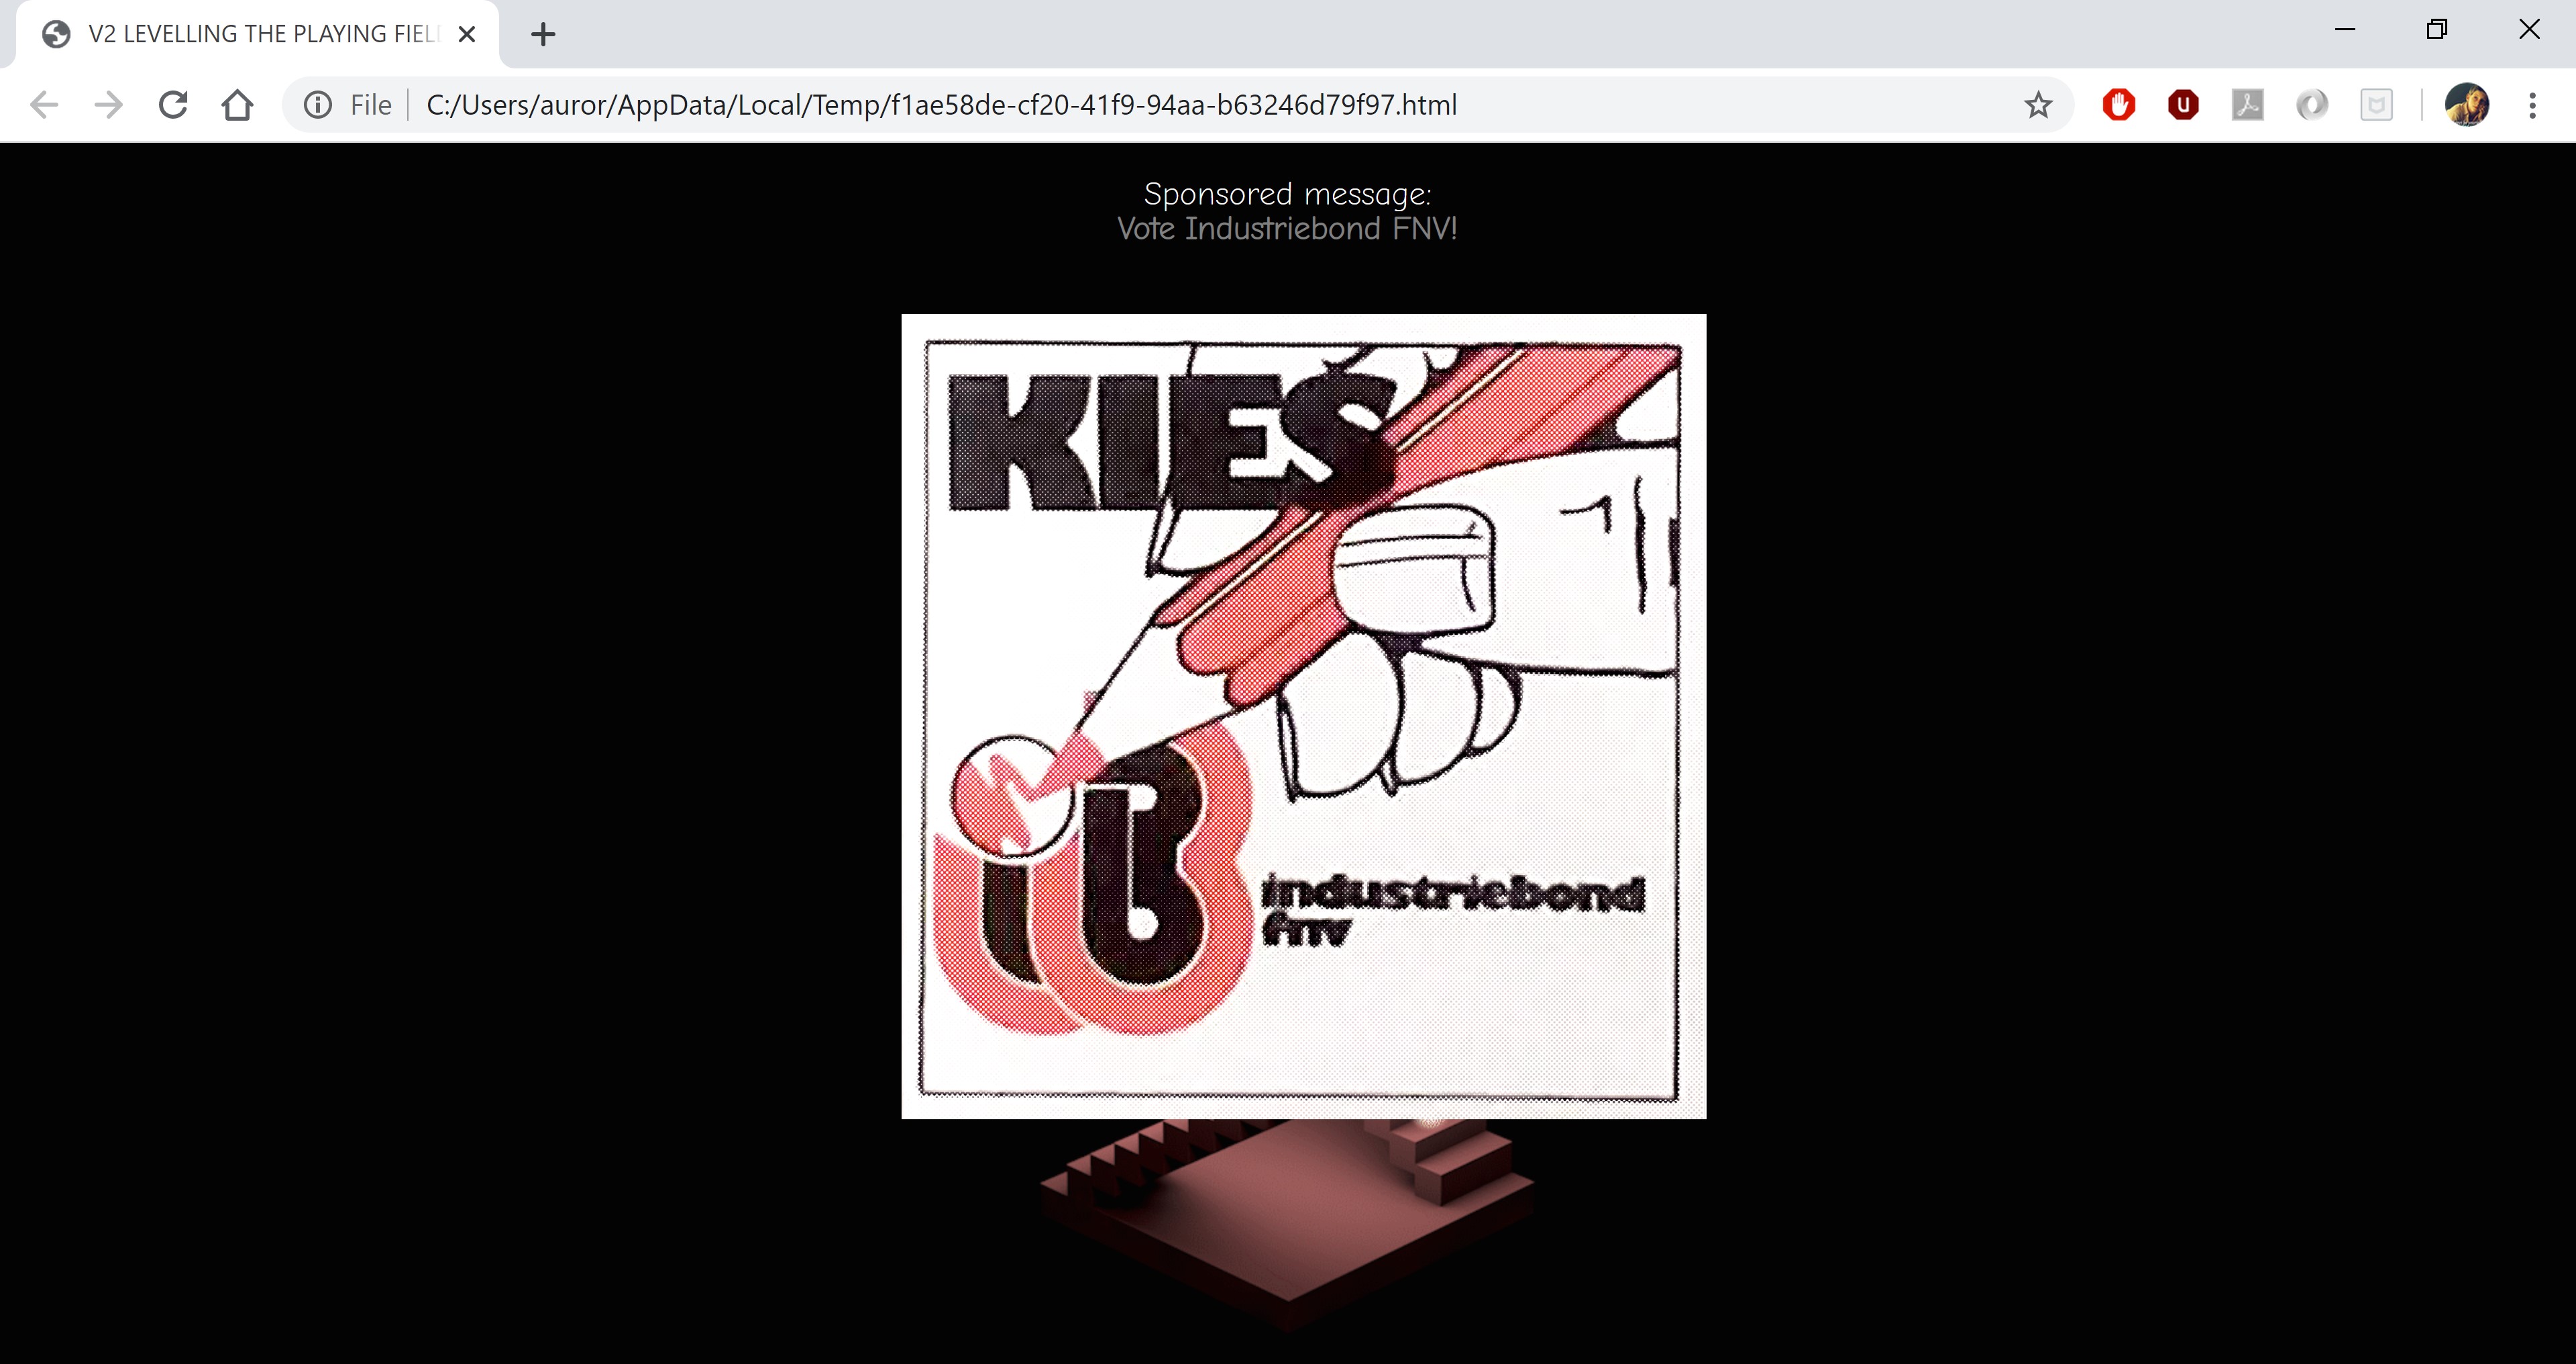 V2 LEVELLING THE PLAYING FIEL
File
C:/Users/auror/AppData/Local/Temp/f1ae58de-cf20-41f9-94aa-b63246d79f97.html
Sponsored message:
Vote Industriebond FNV!
KIES
iB
industriebond
fnv